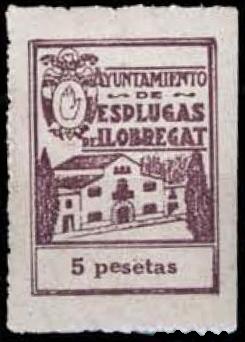 AYUNTAMIENTO
DE
ESPLUGAS
DE LLOBREGAT
5 pesetas